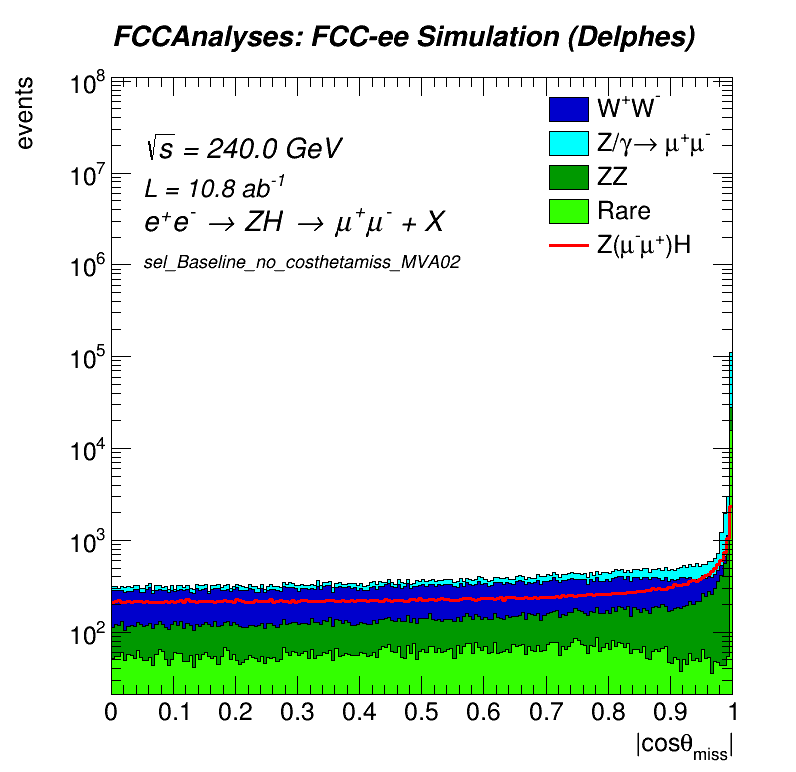 FCCAnalyses: FCC-ee Simulation (Delphes)
events
10⁸
10⁷
10⁶
10⁵
10⁴
10³
10²
√s = 240.0 GeV
L = 10.8 ab⁻¹
e⁺e⁻ → ZH → μ⁺μ⁻ + X
sel_Baseline_no_costhetamiss_MVA02
W⁺W⁻
Z/γ→ μ⁺μ⁻
ZZ
Rare
Z(μ⁻μ⁺)H
0 0.1 0.2 0.3 0.4 0.5 0.6 0.7 0.8 0.9 1
|cosθ_miss|